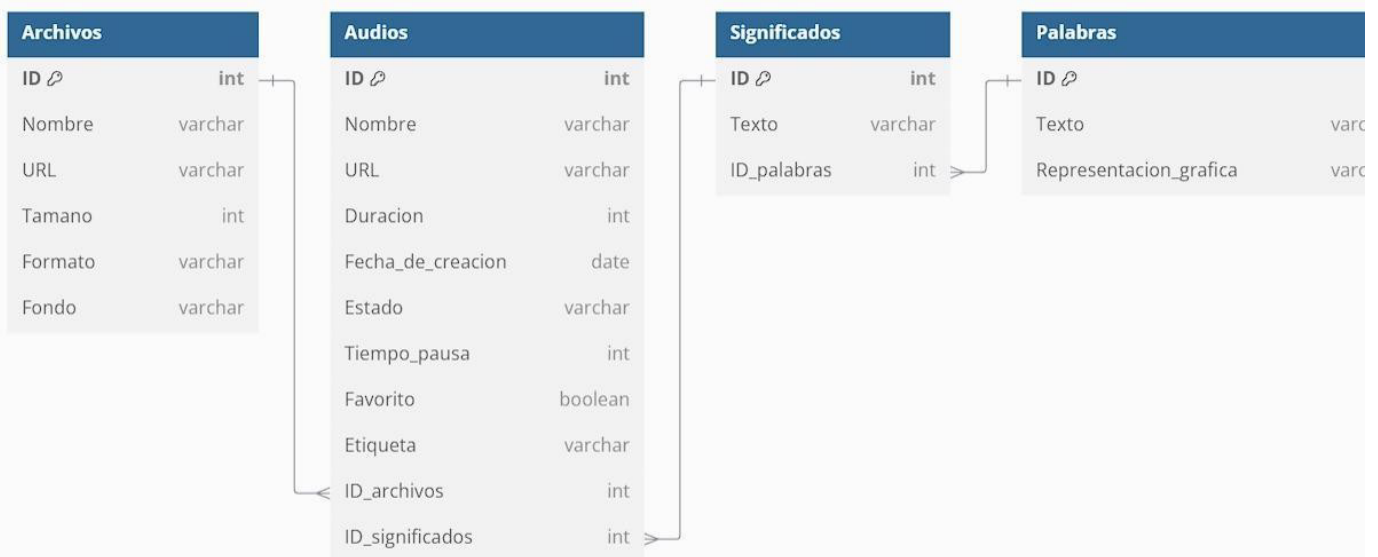 Archivos
ID int
Nombre varchar
URL varchar
Tamano int
Formato varchar
Fondo varchar
Audios
ID int
Nombre varchar
URL varchar
Duracion int
Fecha_de_creacion date
Estado varchar
Tiempo_pausa int
Favorito boolean
Etiqueta varchar
ID_archivos int
ID_significados int
Significados
ID int
Texto varchar
ID_palabras int
Palabras
ID
Texto varc
Representacion_grafica varc